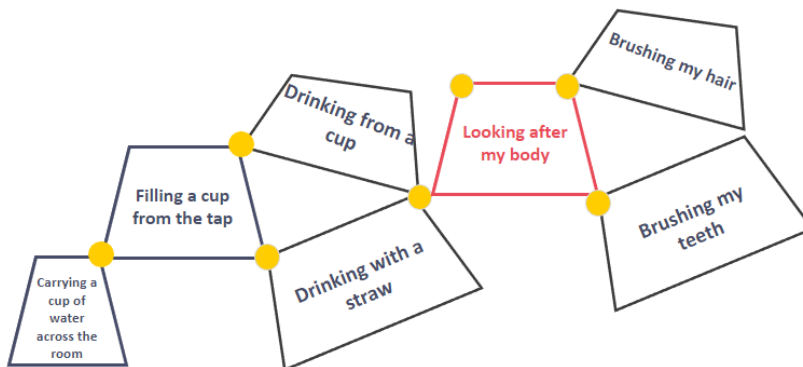 Carrying a
cup of
water
across the
room
Filling a cup
from the tap
Drinking from a
cup
Drinking with a
straw
Looking after
my body
Brushing my hair
Brushing my
teeth